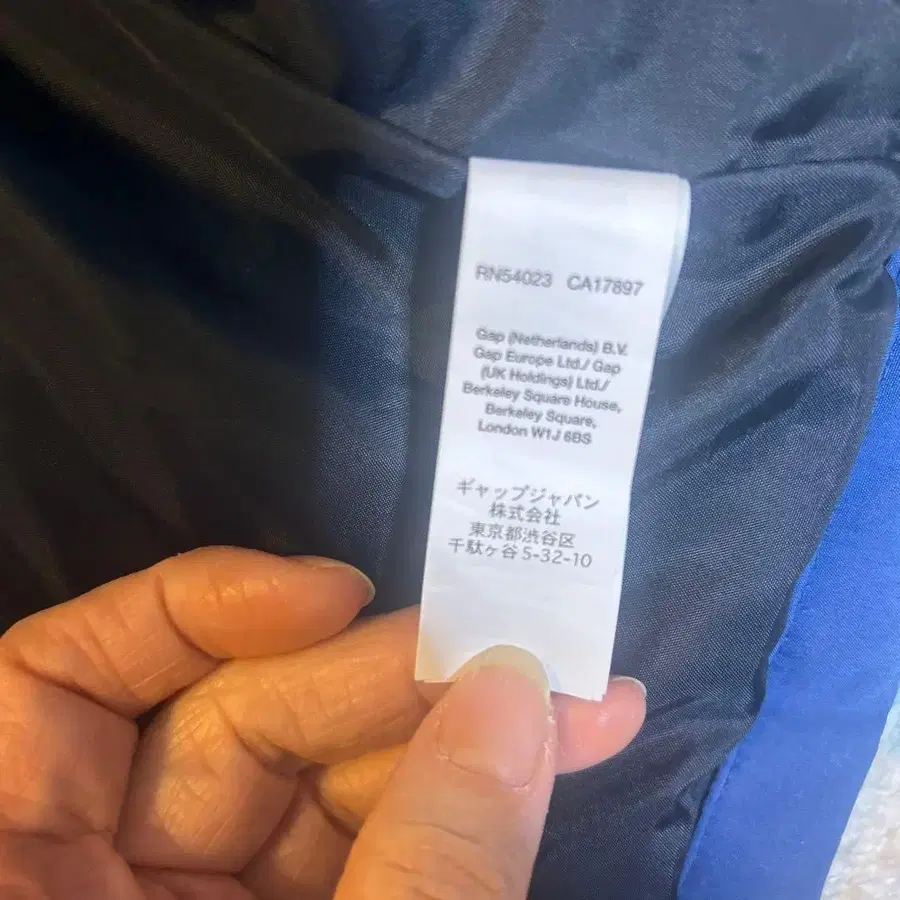 RN54023 CA17897
Gap (Netherlands) B.V.
Gap Europe Ltd./ Gap
(UK Holdings) Ltd./
Berkeley Square House,
Berkeley Square,
London W1J 6BS
ギャップジャパン
株式会社
東京都渋谷区
千駄ヶ谷 5-32-10